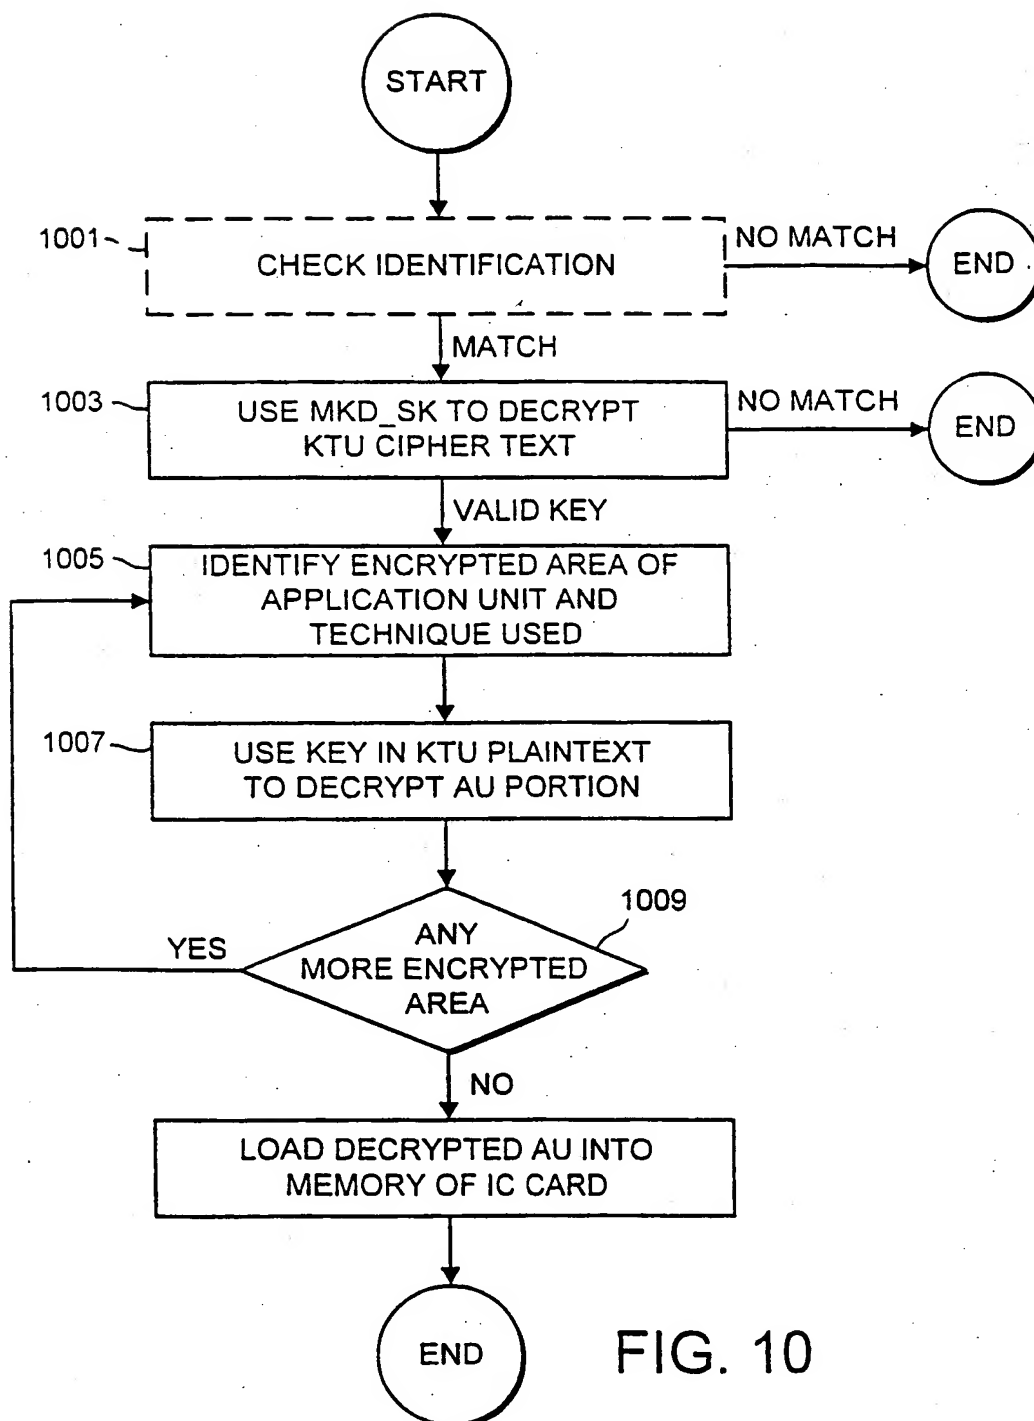 START
1001
CHECK IDENTIFICATION
NO MATCH
END
MATCH
1003
USE MKD_SK TO DECRYPT
KTU CIPHER TEXT
NO MATCH
END
VALID KEY
1005
IDENTIFY ENCRYPTED AREA OF
APPLICATION UNIT AND
TECHNIQUE USED
1007
USE KEY IN KTU PLAINTEXT
TO DECRYPT AU PORTION
1009
ANY
MORE ENCRYPTED
AREA
YES
NO
LOAD DECRYPTED AU INTO
MEMORY OF IC CARD
END
FIG. 10